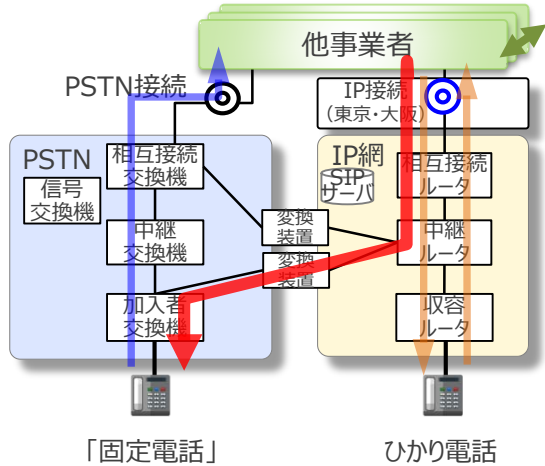 他事業者
PSTN接続
IP接続
（東京・大阪）
PSTN
相互接続
交換機
信号
交換機
中継
交換機
加入者
交換機
変換
装置
変換
装置
IP網
SIP
サーバ
相互接続
ルータ
中継
ルータ
収容
ルータ
「固定電話」
ひかり電話